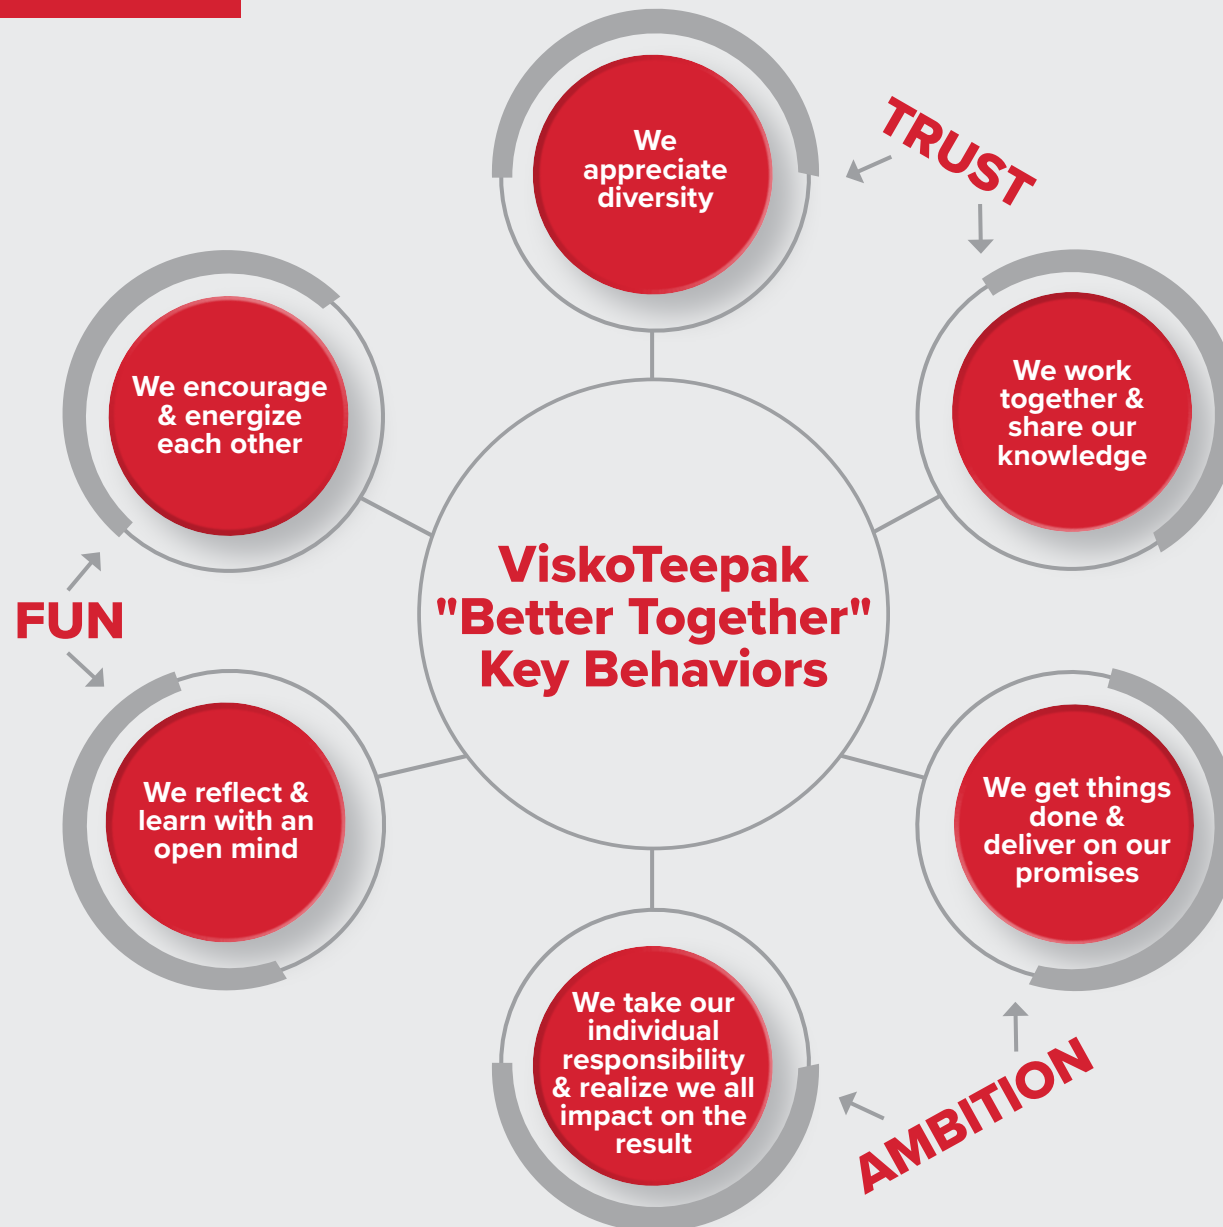 We
appreciate
diversity
TRUST
We encourage
& energize
each other
We work
together &
share our
knowledge
ViskoTeepak
"Better Together"
Key Behaviors
FUN
We reflect &
learn with an
open mind
We get things
done &
deliver on our
promises
We take our
individual
responsibility
& realize we all
impact on the
result
AMBITION